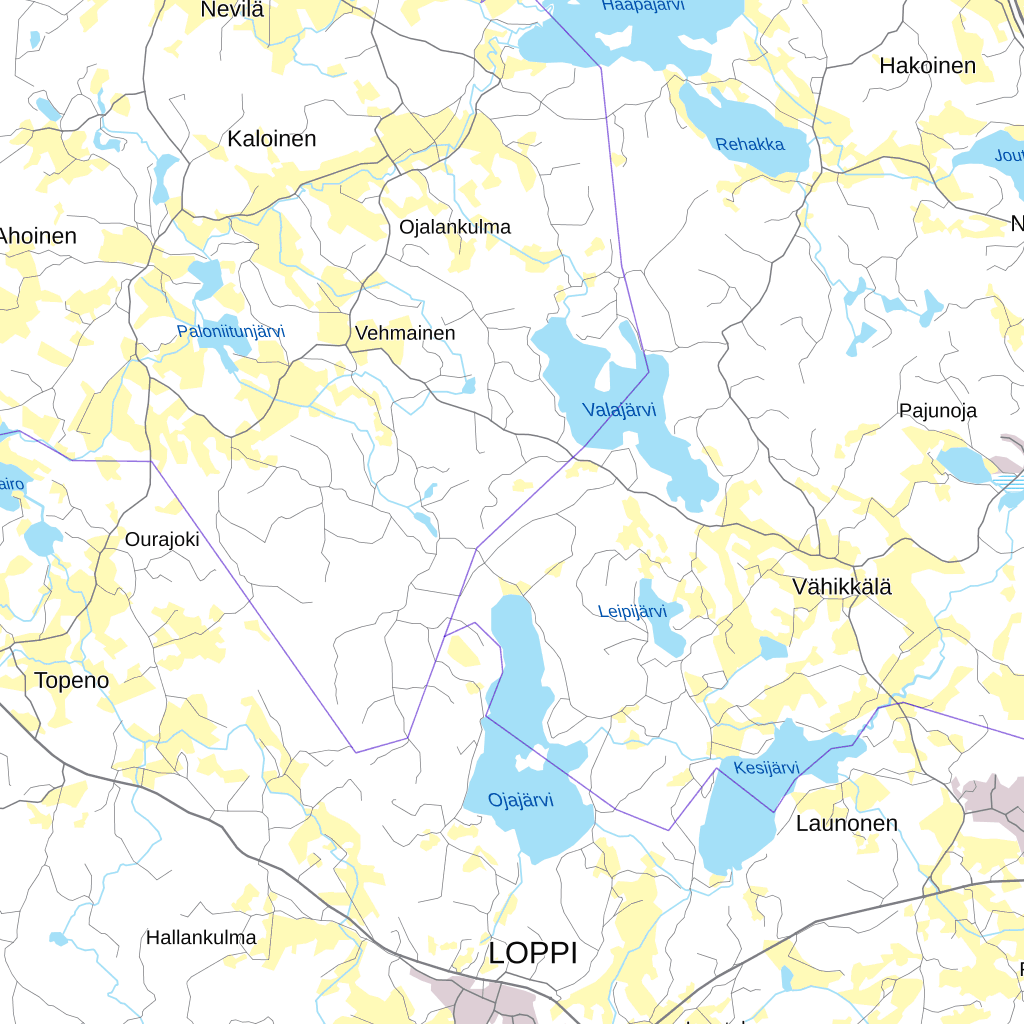 Nevilä
Haapajärvi
Hakoinen
Kaloinen
Rehakka
Ojalankulma
Ahoinen
Paloniitunjärvi
Vehmainen
Valajärvi
Pajunoja
Ourajoki
Vähikkälä
Leipijärvi
Topeno
Kesijärvi
Ojajärvi
Launonen
Hallankulma
LOPPI